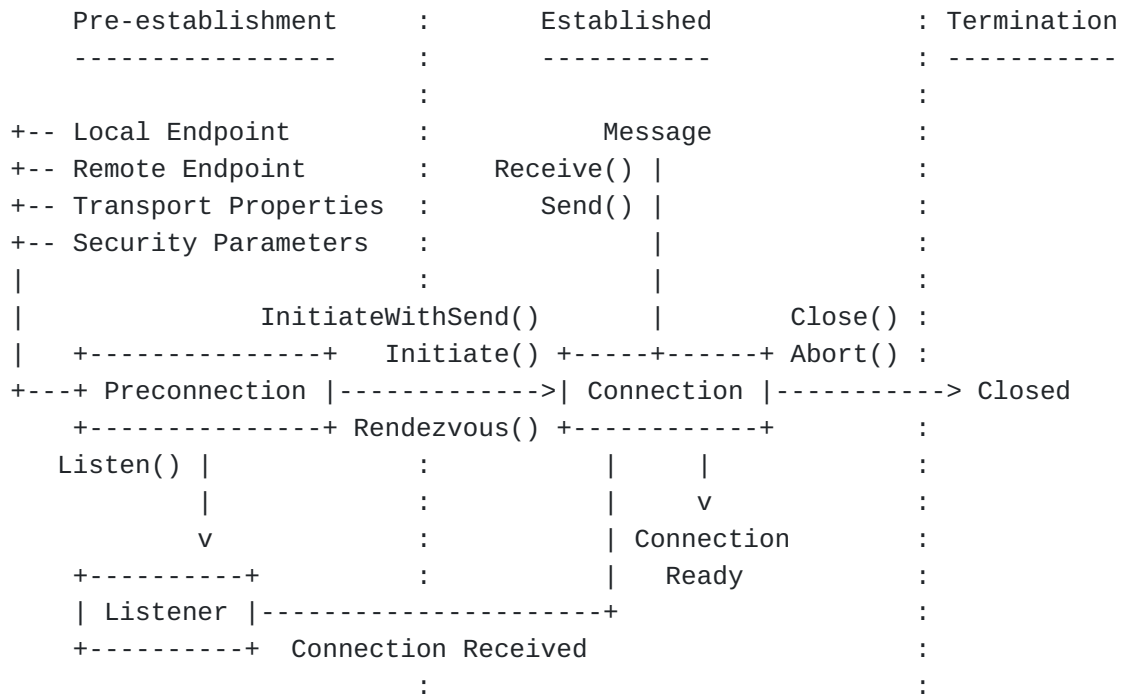 Pre-establishment     :       Established             : Termination
    -----------------     :       -----------             : -----------
                          :                               :
+-- Local Endpoint        :           Message             :
+-- Remote Endpoint       :    Receive() |                :
+-- Transport Properties  :       Send() |                :
+-- Security Parameters   :              |                :
|                         :              |                :
|               InitiateWithSend()       |        Close() :
|   +---------------+   Initiate() +-----+------+ Abort() :
+---+ Preconnection |------------->| Connection |-----------> Closed
    +---------------+ Rendezvous() +------------+         :
   Listen() |             :           |     |             :
            |             :           |     v             :
            v             :           | Connection        :
    +----------+          :           |   Ready           :
    | Listener |----------------------+                   :
    +----------+  Connection Received                     :
                          :                               :